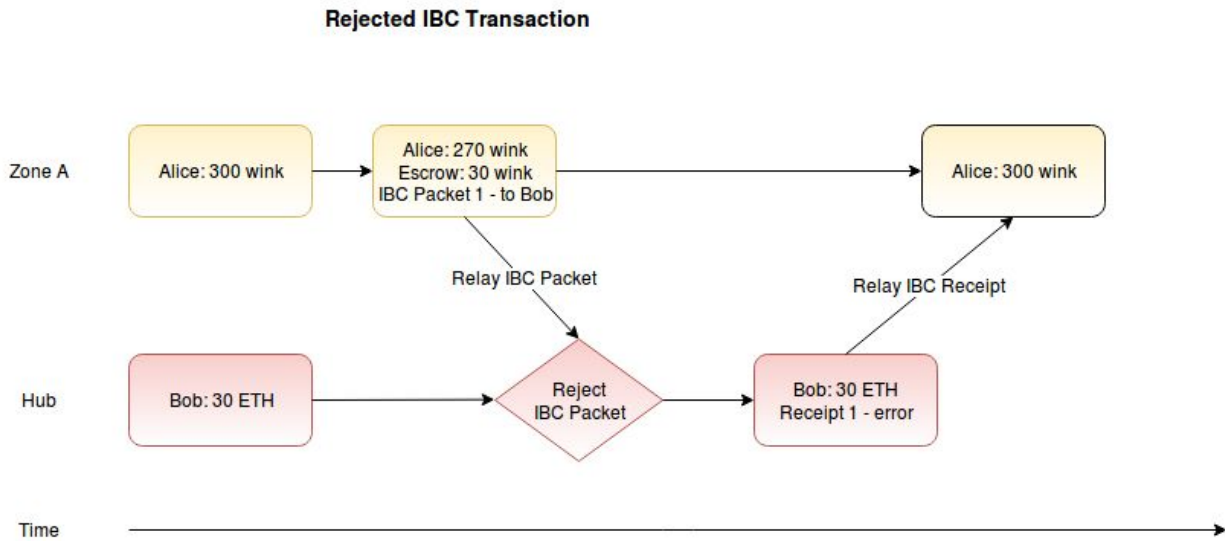 Rejected IBC Transaction
Zone A
Alice: 300 wink
Alice: 270 wink
Escrow: 30 wink
IBC Packet 1 - to Bob
Alice: 300 wink
Relay IBC Packet
Relay IBC Receipt
Hub
Bob: 30 ETH
Reject
IBC Packet
Bob: 30 ETH
Receipt 1 - error
Time